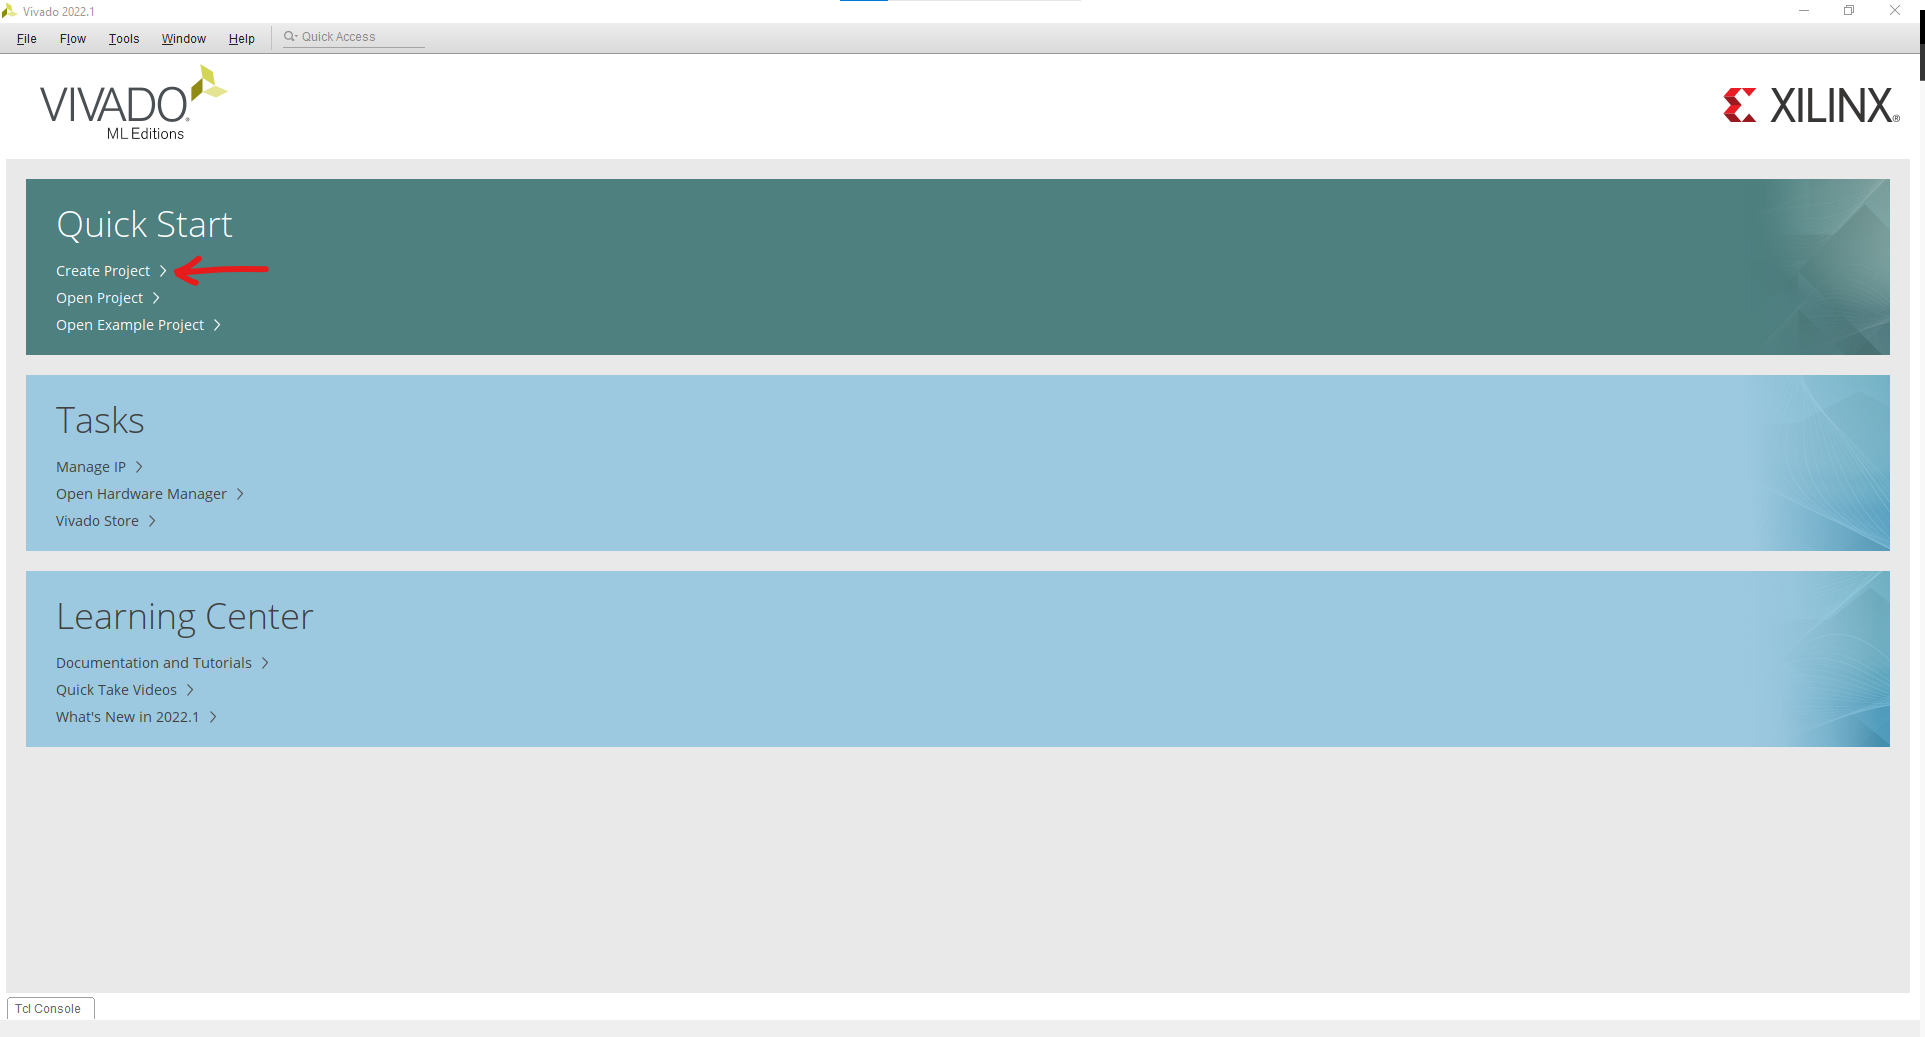 Vivado 2022.1
File Flow Tools Window Help Quick Access
VIVADO®
ML Editions
XILINX®
Quick Start
Create Project
Open Project
Open Example Project
Tasks
Manage IP
Open Hardware Manager
Vivado Store
Learning Center
Documentation and Tutorials
Quick Take Videos
What's New in 2022.1
Tcl Console